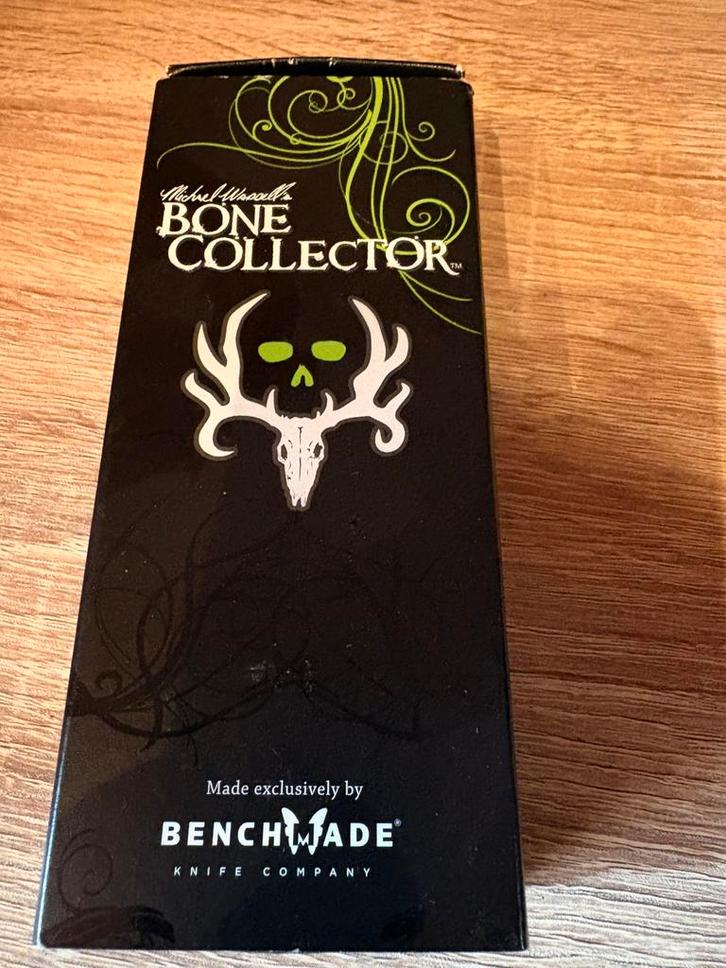 Michael Waddell's
BONE
COLLECTOR™
Made exclusively by
BENCHMADE®
KNIFE COMPANY